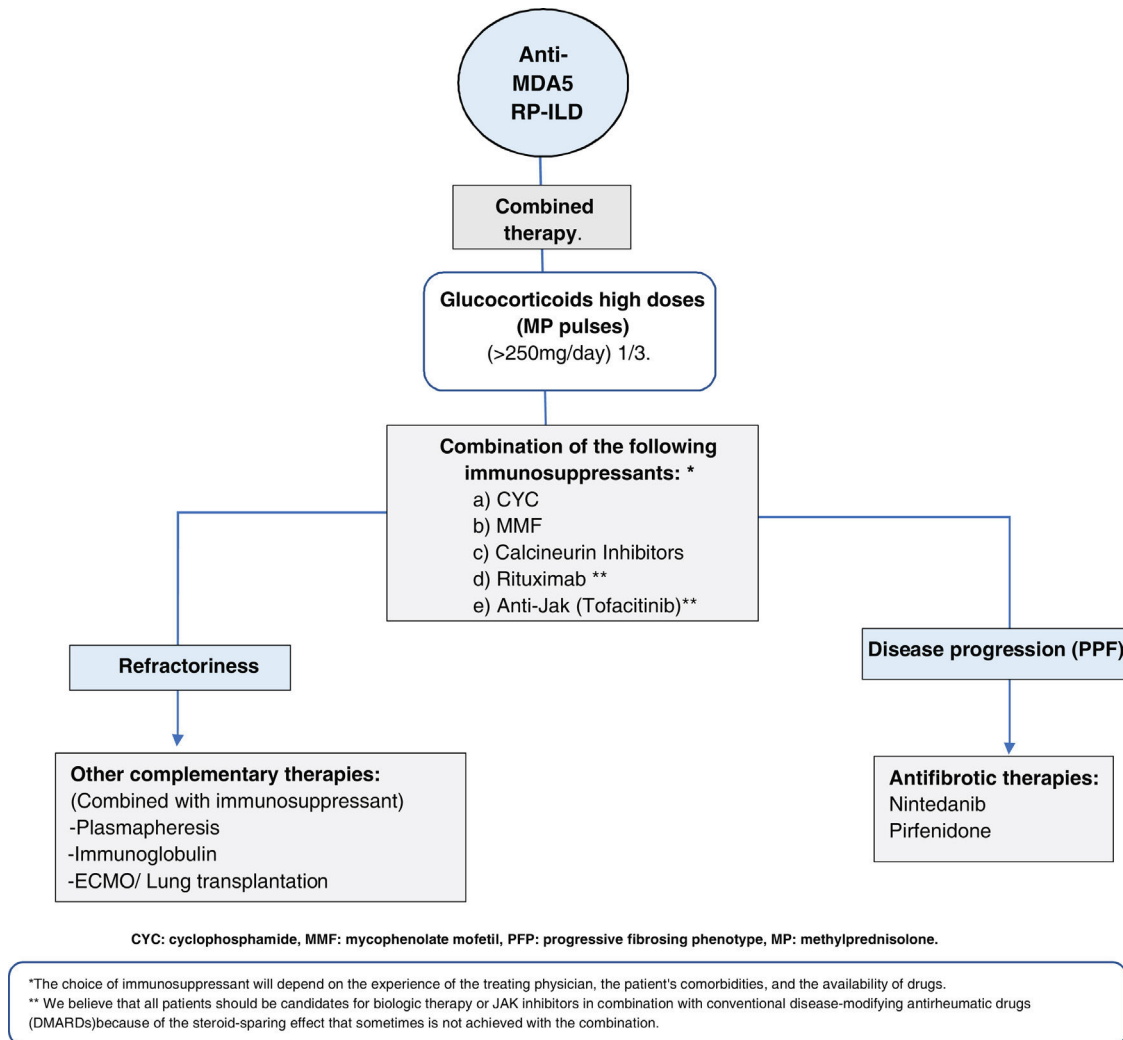 Anti-
MDA5
RP-ILD
Combined
therapy.
Glucocorticoids high doses
(MP pulses)
(>250mg/day) 1/3.
Combination of the following
immunosuppressants: *
a) CYC
b) MMF
c) Calcineurin Inhibitors
d) Rituximab **
e) Anti-Jak (Tofacitinib)**
Refractoriness
Disease progression (PPF)
Other complementary therapies:
(Combined with immunosuppressant)
-Plasmapheresis
-Immunoglobulin
-ECMO/ Lung transplantation
Antifibrotic therapies:
Nintedanib
Pirfenidone
CYC: cyclophosphamide, MMF: mycophenolate mofetil, PFP: progressive fibrosing phenotype, MP: methylprednisolone.
*The choice of immunosuppressant will depend on the experience of the treating physician, the patient's comorbidities, and the availability of drugs.
** We believe that all patients should be candidates for biologic therapy or JAK inhibitors in combination with conventional disease-modifying antirheumatic drugs
(DMARDs)because of the steroid-sparing effect that sometimes is not achieved with the combination.